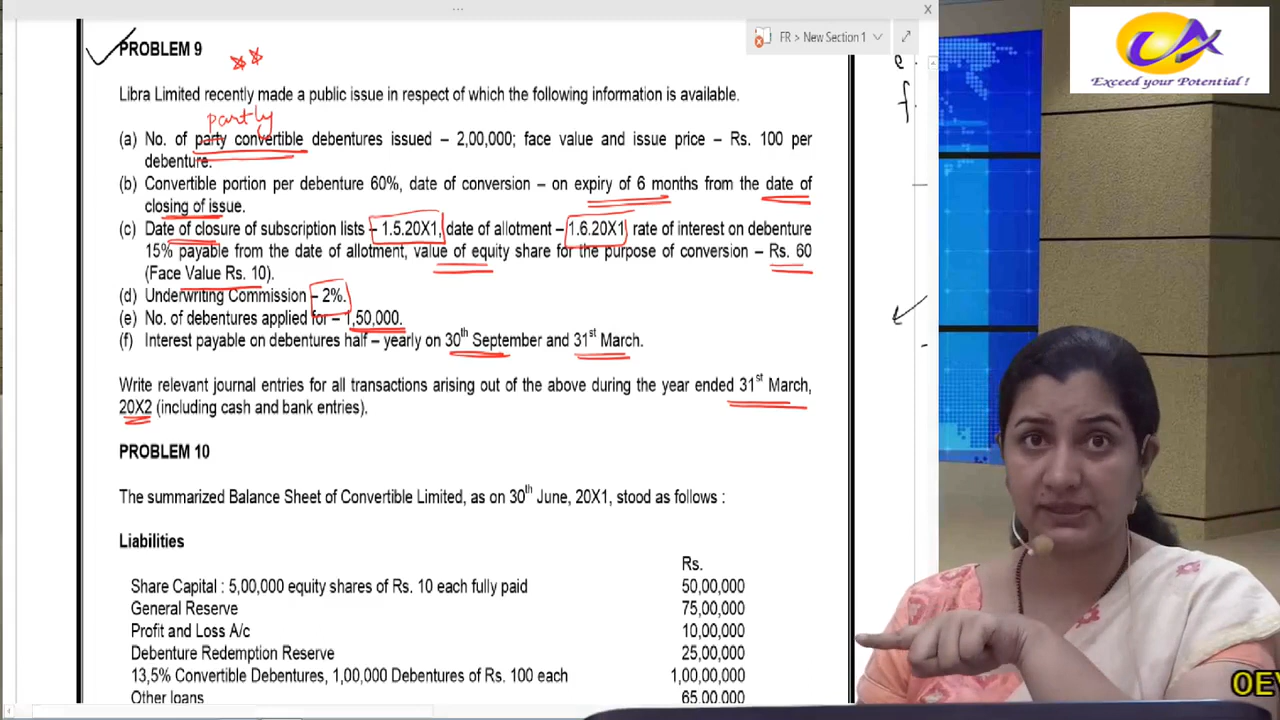 ...
x
FR > New Section 1
UX
Exceed your Potential !
PROBLEM 9
Libra Limited recently made a public issue in respect of which the following information is available.
partly
(a) No. of party convertible debentures issued – 2,00,000; face value and issue price – Rs. 100 per
debenture.
(b) Convertible portion per debenture 60%, date of conversion – on expiry of 6 months from the date of
closing of issue.
(c) Date of closure of subscription lists – 1.5.20X1, date of allotment – 1.6.20X1 rate of interest on debenture
15% payable from the date of allotment, value of equity share for the purpose of conversion – Rs. 60
(Face Value Rs. 10).
(d) Underwriting Commission – 2%.
(e) No. of debentures applied for – 1,50,000.
(f) Interest payable on debentures half – yearly on 30th September and 31st March.
Write relevant journal entries for all transactions arising out of the above during the year ended 31st March,
20X2 (including cash and bank entries).
PROBLEM 10
The summarized Balance Sheet of Convertible Limited, as on 30th June, 20X1, stood as follows :
Liabilities
Rs.
Share Capital : 5,00,000 equity shares of Rs. 10 each fully paid 50,00,000
General Reserve 75,00,000
Profit and Loss A/c 10,00,000
Debenture Redemption Reserve 25,00,000
13,5% Convertible Debentures, 1,00,000 Debentures of Rs. 100 each 1,00,00,000
Other loans 65,00,000
e.
f.